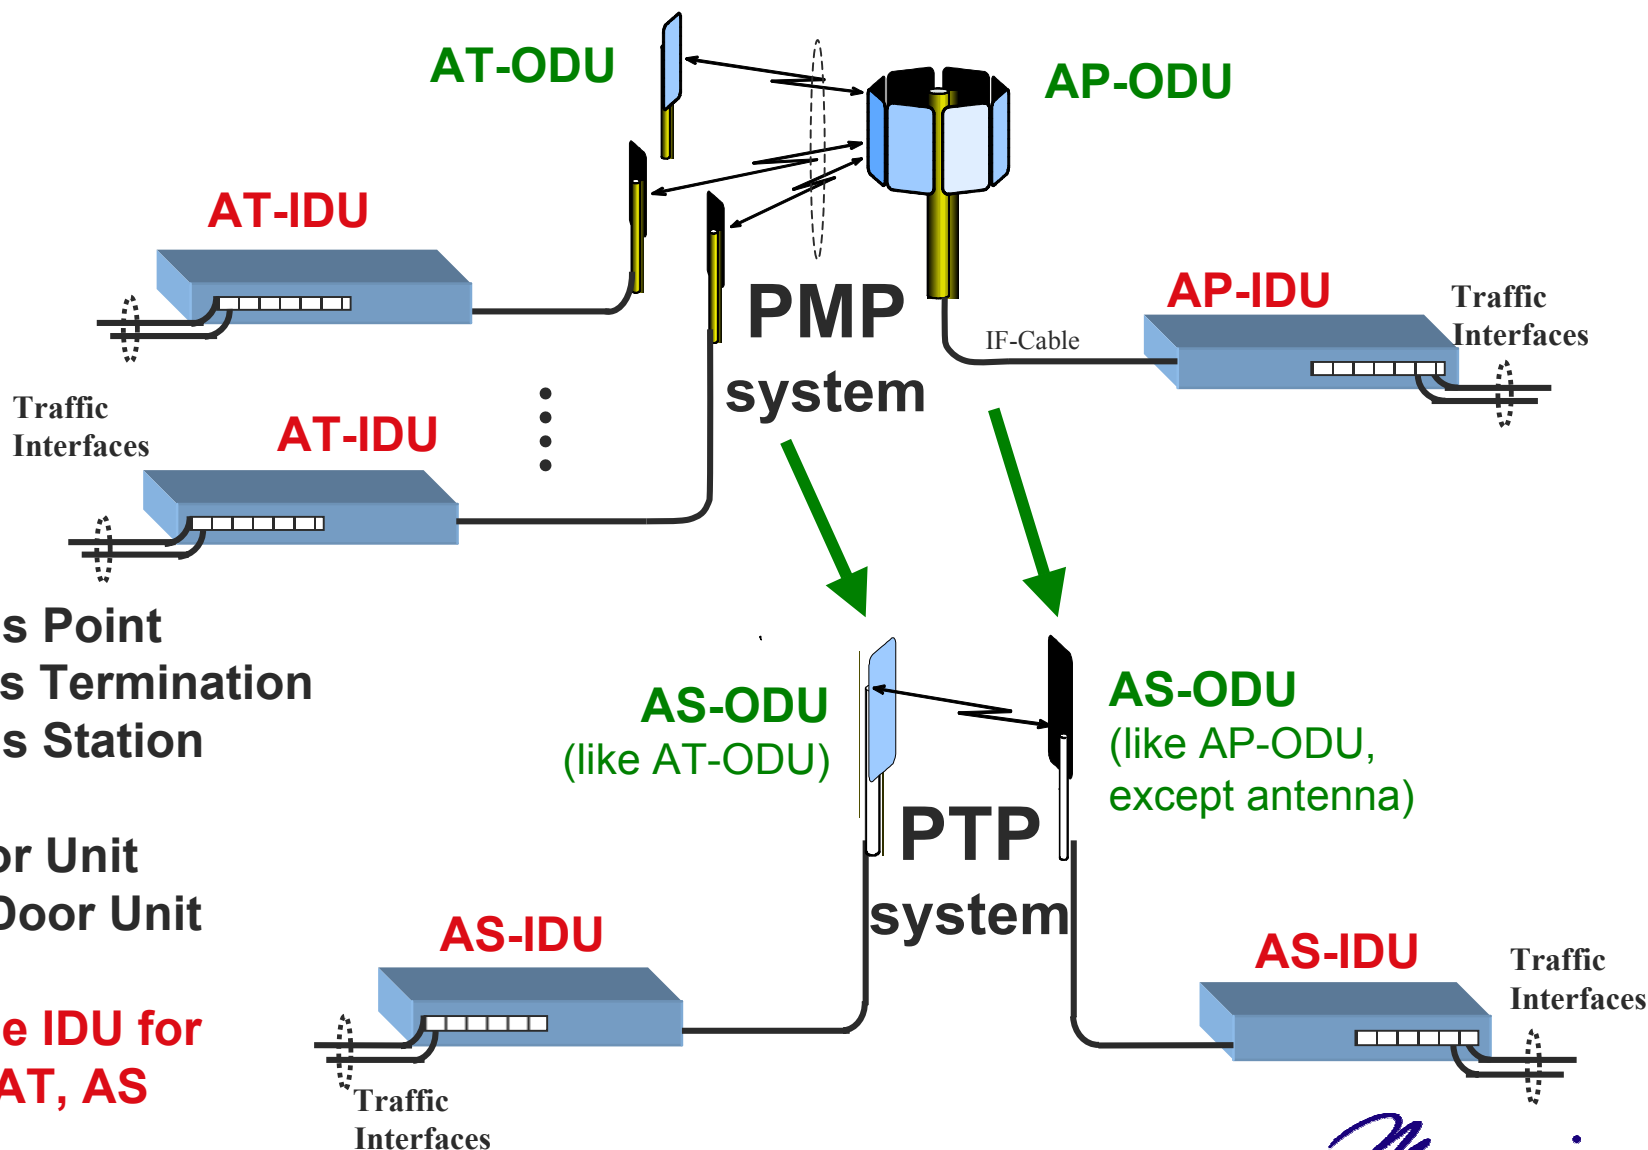 AT-ODU
AP-ODU
AT-IDU
AP-IDU
Traffic
Interfaces
PMP
system
IF-Cable
Traffic
Interfaces
AT-IDU
s Point
s Termination
s Station
AS-ODU
(like AT-ODU)
AS-ODU
(like AP-ODU,
except antenna)
PTP
system
or Unit
Door Unit
AS-IDU
AS-IDU
Traffic
Interfaces
e IDU for
AT, AS
Traffic
Interfaces